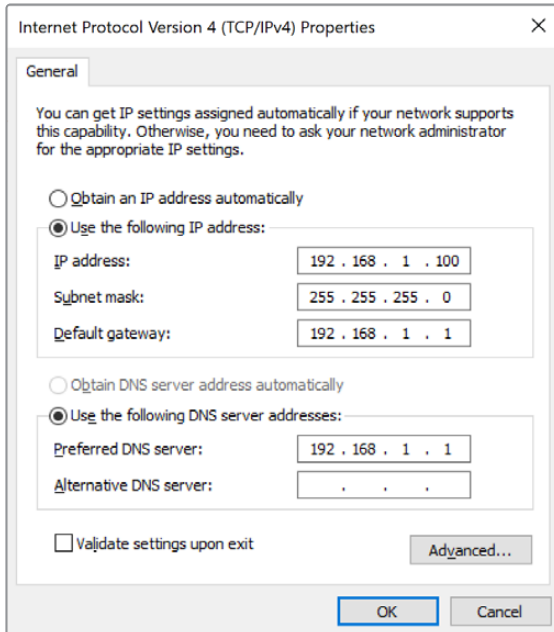 Internet Protocol Version 4 (TCP/IPv4) Properties
General
You can get IP settings assigned automatically if your network supports
this capability. Otherwise, you need to ask your network administrator
for the appropriate IP settings.
Obtain an IP address automatically
Use the following IP address:
IP address: 192 . 168 . 1 . 100
Subnet mask: 255 . 255 . 255 . 0
Default gateway: 192 . 168 . 1 . 1
Obtain DNS server address automatically
Use the following DNS server addresses:
Preferred DNS server: 192 . 168 . 1 . 1
Alternative DNS server: . . .
Validate settings upon exit
Advanced...
OK Cancel